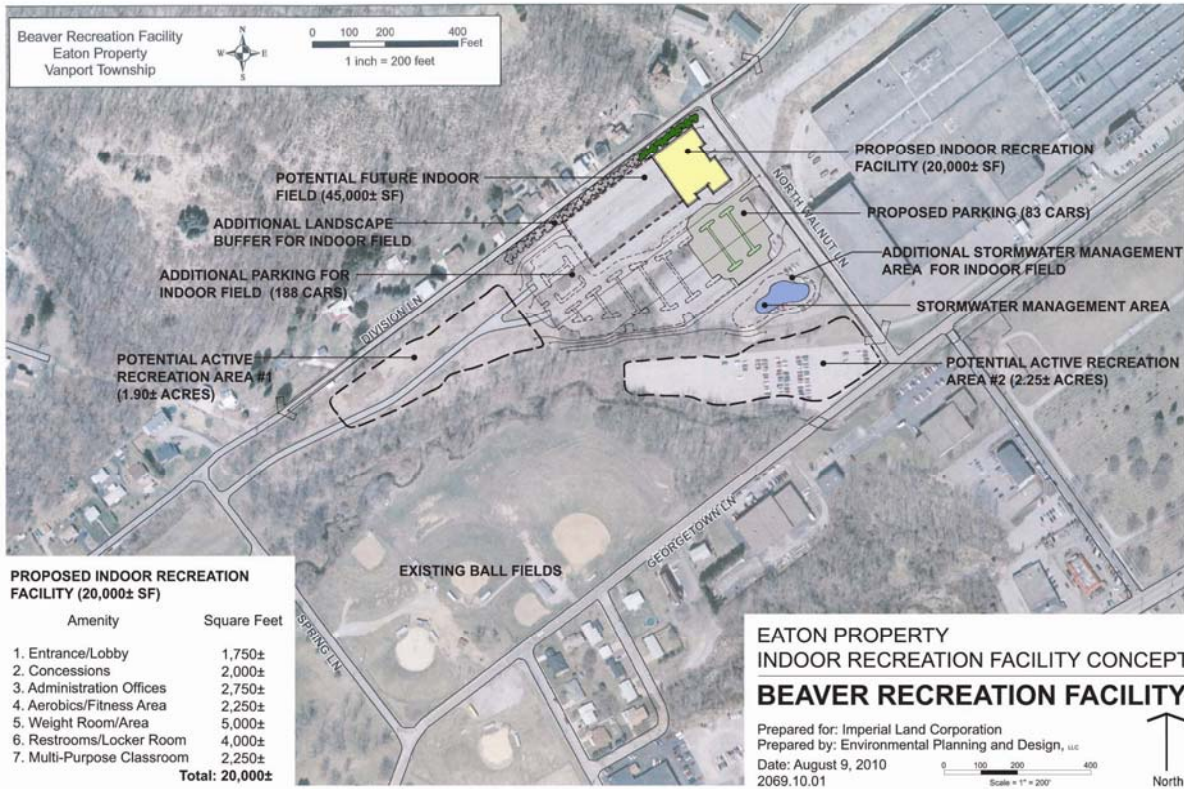 Beaver Recreation Facility
Eaton Property
Vanport Township
N
W E
S
0 100 200 400
Feet
1 inch = 200 feet
POTENTIAL FUTURE INDOOR
FIELD (45,000± SF)
ADDITIONAL LANDSCAPE
BUFFER FOR INDOOR FIELD
ADDITIONAL PARKING FOR
INDOOR FIELD (188 CARS)
POTENTIAL ACTIVE
RECREATION AREA #1
(1.90± ACRES)
PROPOSED INDOOR RECREATION
FACILITY (20,000± SF)
PROPOSED PARKING (83 CARS)
ADDITIONAL STORMWATER MANAGEMENT
AREA FOR INDOOR FIELD
STORMWATER MANAGEMENT AREA
POTENTIAL ACTIVE RECREATION
AREA #2 (2.25± ACRES)
DIVISION LN
NORTH WALNUT LN
GEORGETOWN LN
SPRING LN
EXISTING BALL FIELDS
PROPOSED INDOOR RECREATION
FACILITY (20,000± SF)
Amenity Square Feet
1. Entrance/Lobby 1,750±
2. Concessions 2,000±
3. Administration Offices 2,750±
4. Aerobics/Fitness Area 2,250±
5. Weight Room/Area 5,000±
6. Restrooms/Locker Room 4,000±
7. Multi-Purpose Classroom 2,250±
Total: 20,000±
EATON PROPERTY
INDOOR RECREATION FACILITY CONCEPT
BEAVER RECREATION FACILITY
Prepared for: Imperial Land Corporation
Prepared by: Environmental Planning and Design, LLC
Date: August 9, 2010
2069.10.01
0 100 200 400
Scale = 1" = 200'
North